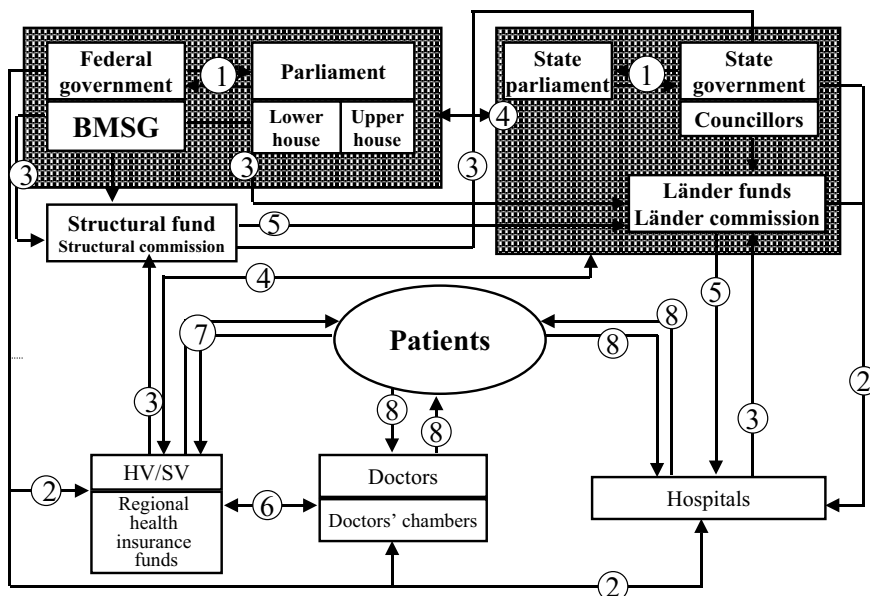 Federal
government
1
Parliament
State
parliament
1
State
government
BMSG
Lower
house
Upper
house
4
Councillors
3
3
3
Länder funds
Länder commission
Structural fund
Structural commission
5
4
5
7
Patients
8
8
3
8
8
2
3
HV/SV
Doctors
2
Regional
health
insurance
funds
6
Doctors' chambers
Hospitals
2